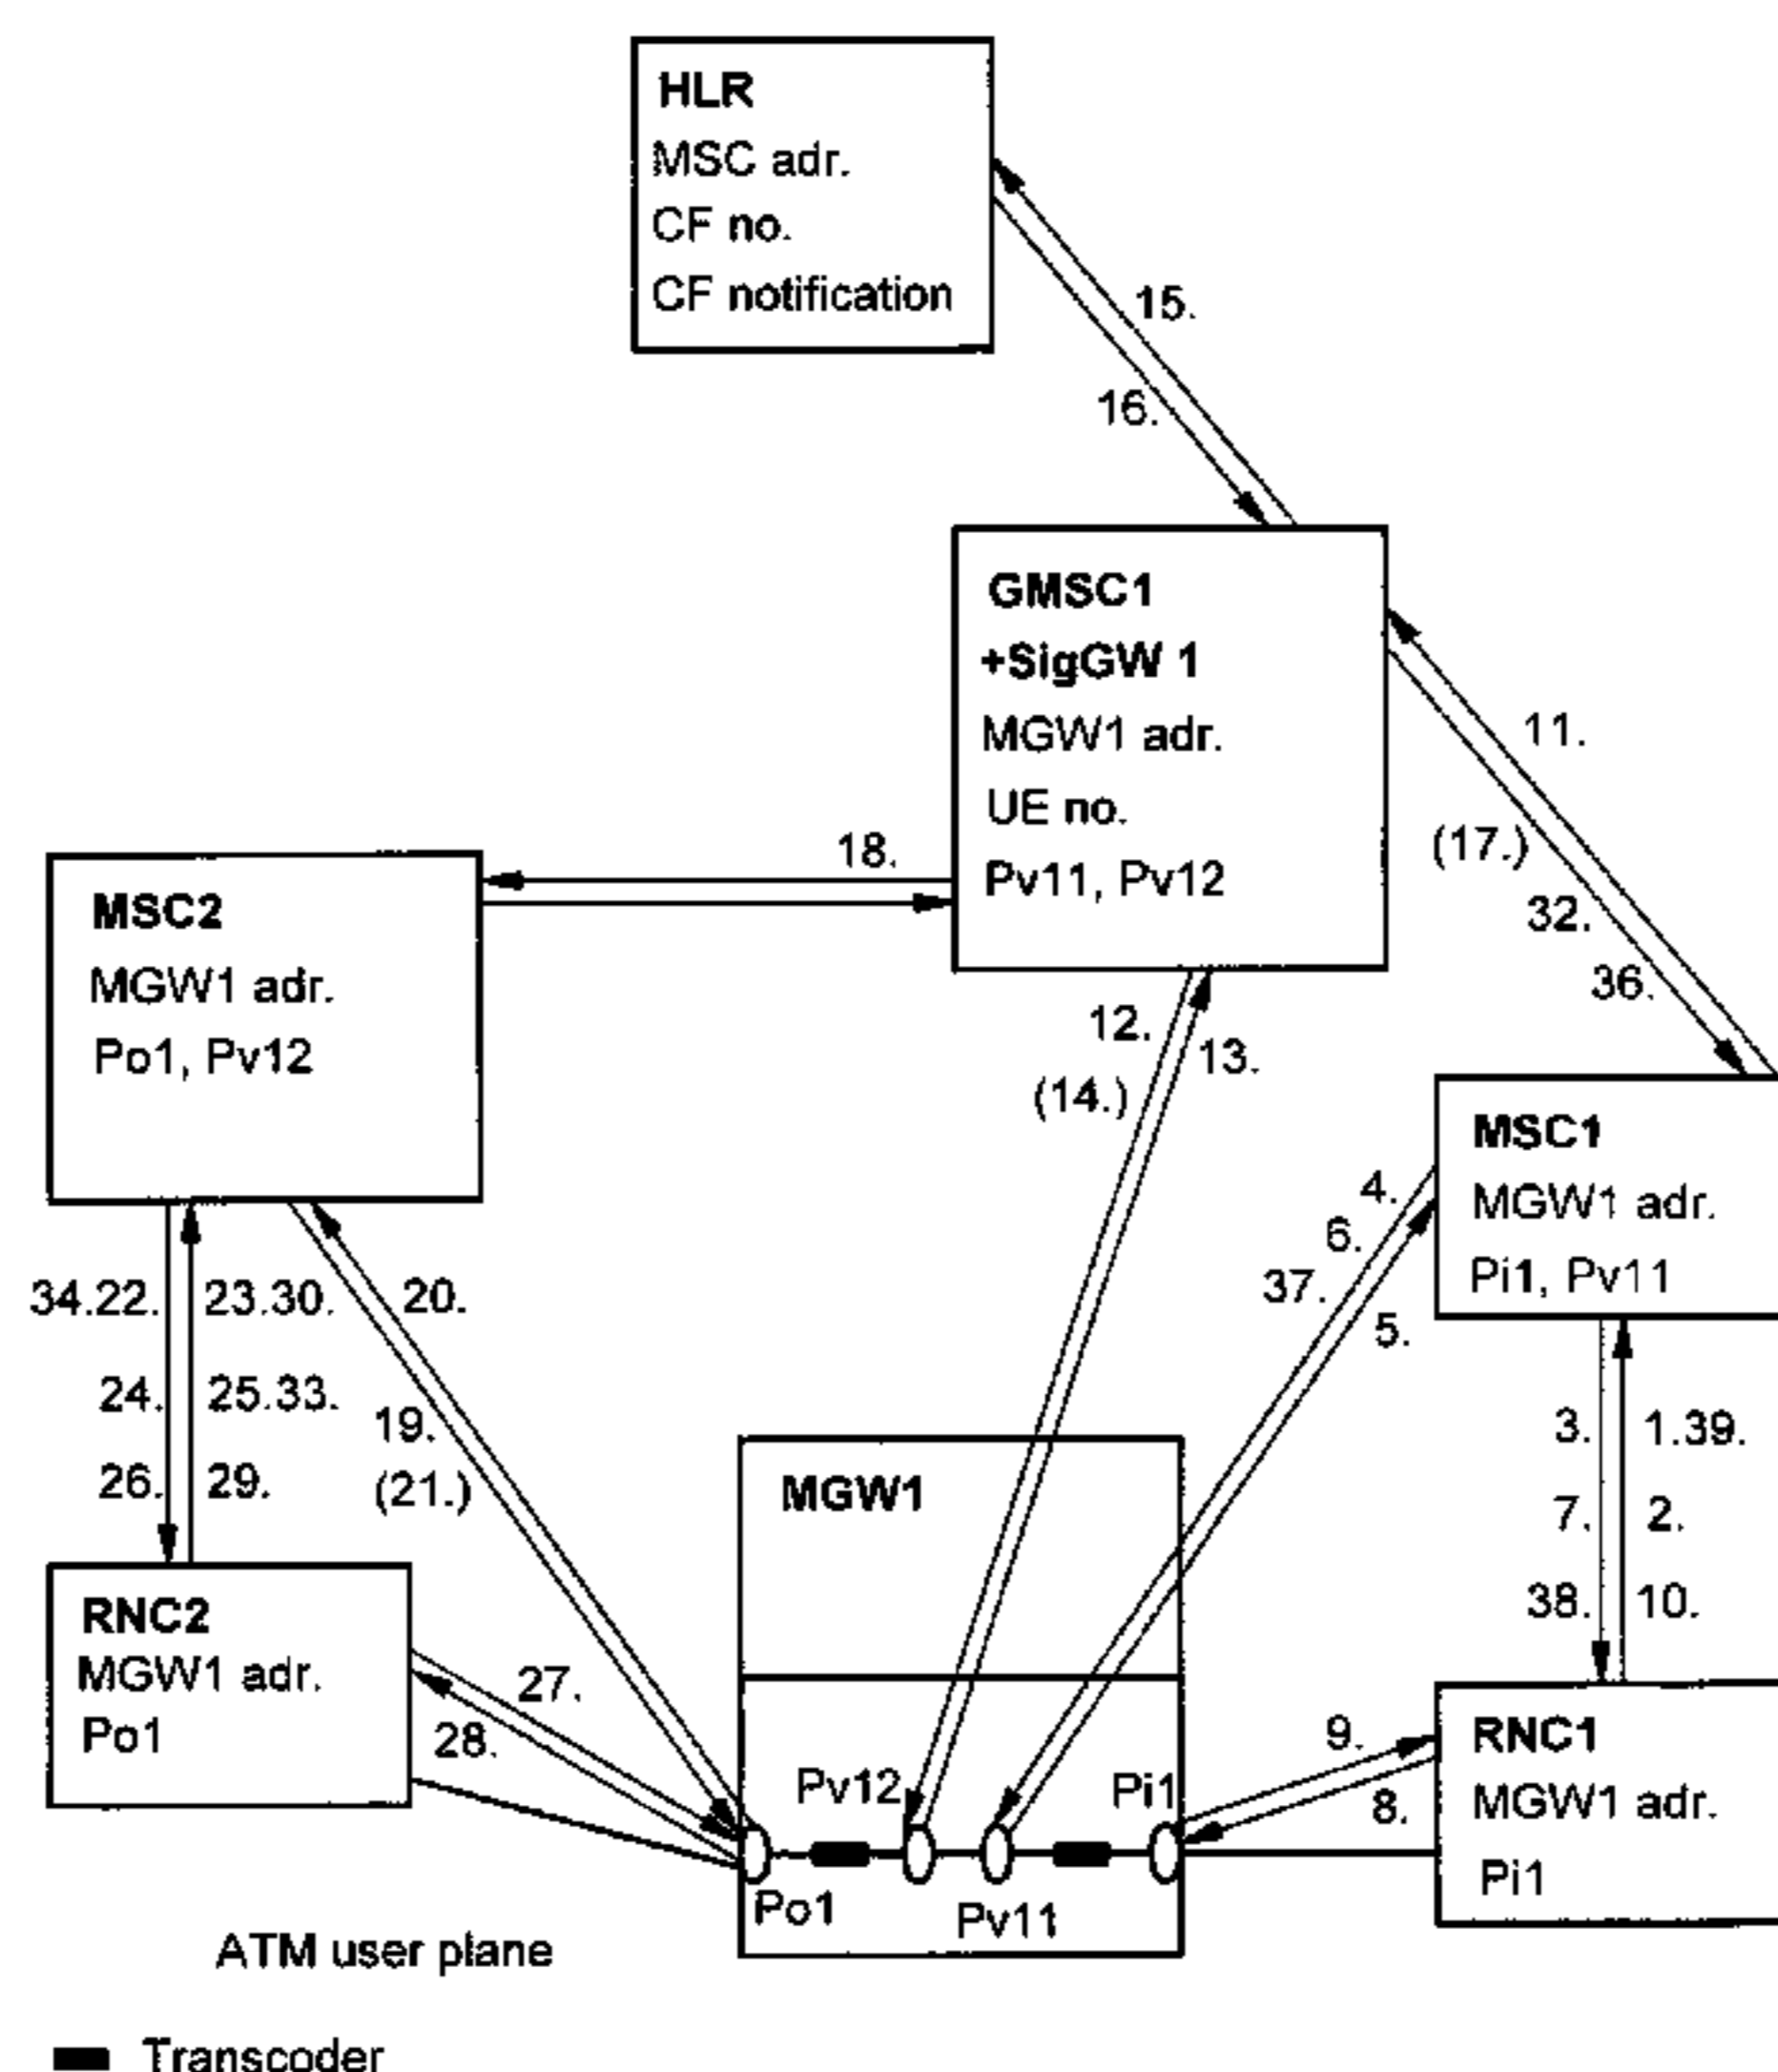 HLR
MSC adr.
CF no.
CF notification
15.
16.
GMSC1
+SigGW 1
MGW1 adr.
UE no.
Pv11, Pv12
11.
(17.)
32.
36.
18.
MSC2
MGW1 adr.
Po1, Pv12
12.
13.
(14.)
MSC1
MGW1 adr.
Pi1, Pv11
4.
6.
37.
5.
34.22.
23.30.
20.
24.
25.33.
19.
26.
29.
(21.)
3.
1.39.
7.
2.
38.
10.
MGW1
RNC2
MGW1 adr.
Po1
27.
28.
Pv12
Pi1
9.
8.
RNC1
MGW1 adr.
Pi1
Po1
Pv11
ATM user plane
Transcoder